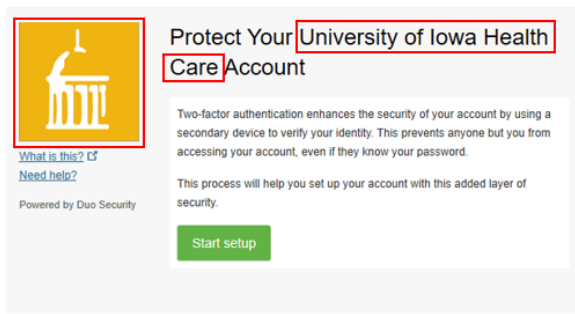 Protect Your University of Iowa Health
Care Account
Two-factor authentication enhances the security of your account by using a
secondary device to verify your identity. This prevents anyone but you from
accessing your account, even if they know your password.
This process will help you set up your account with this added layer of
security.
Start setup
What is this?
Need help?
Powered by Duo Security